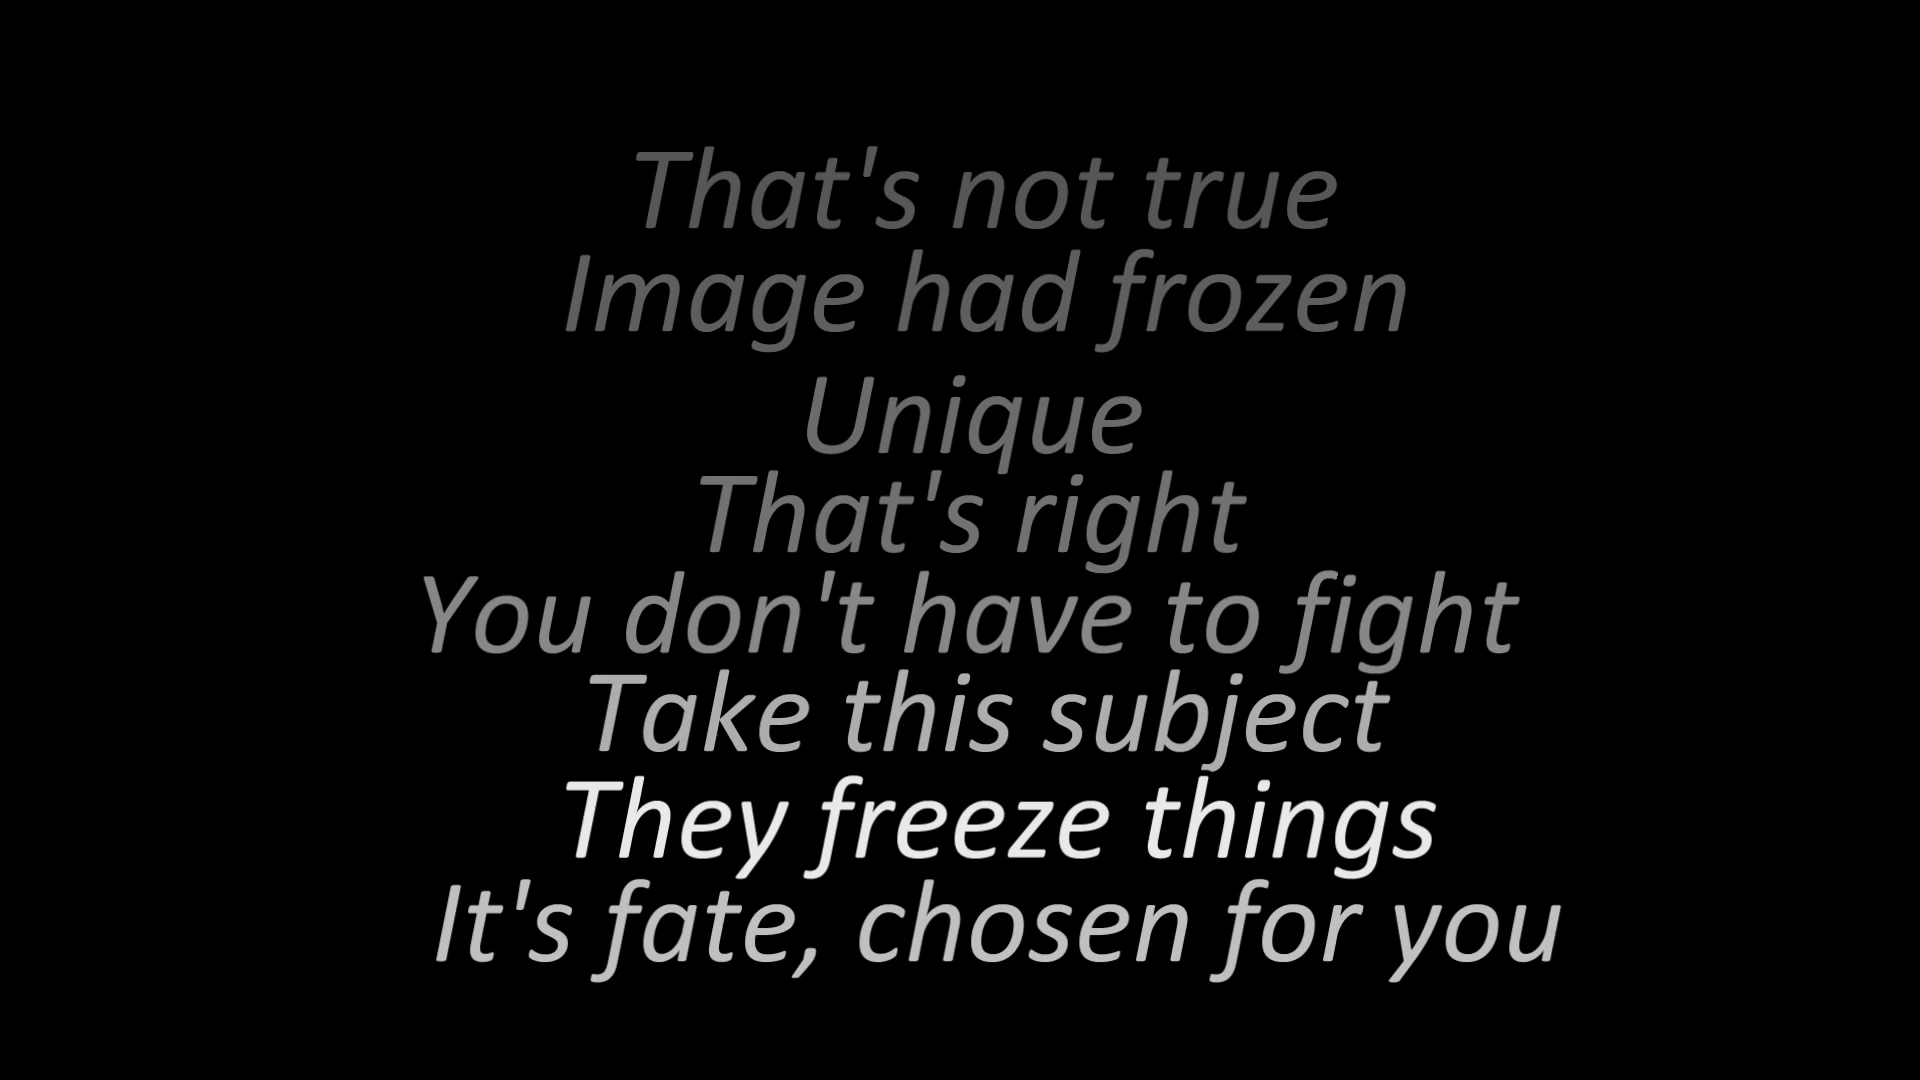 That's not true
Image had frozen
Unique
That's right
You don't have to fight
Take this subject
They freeze things
It's fate, chosen for you